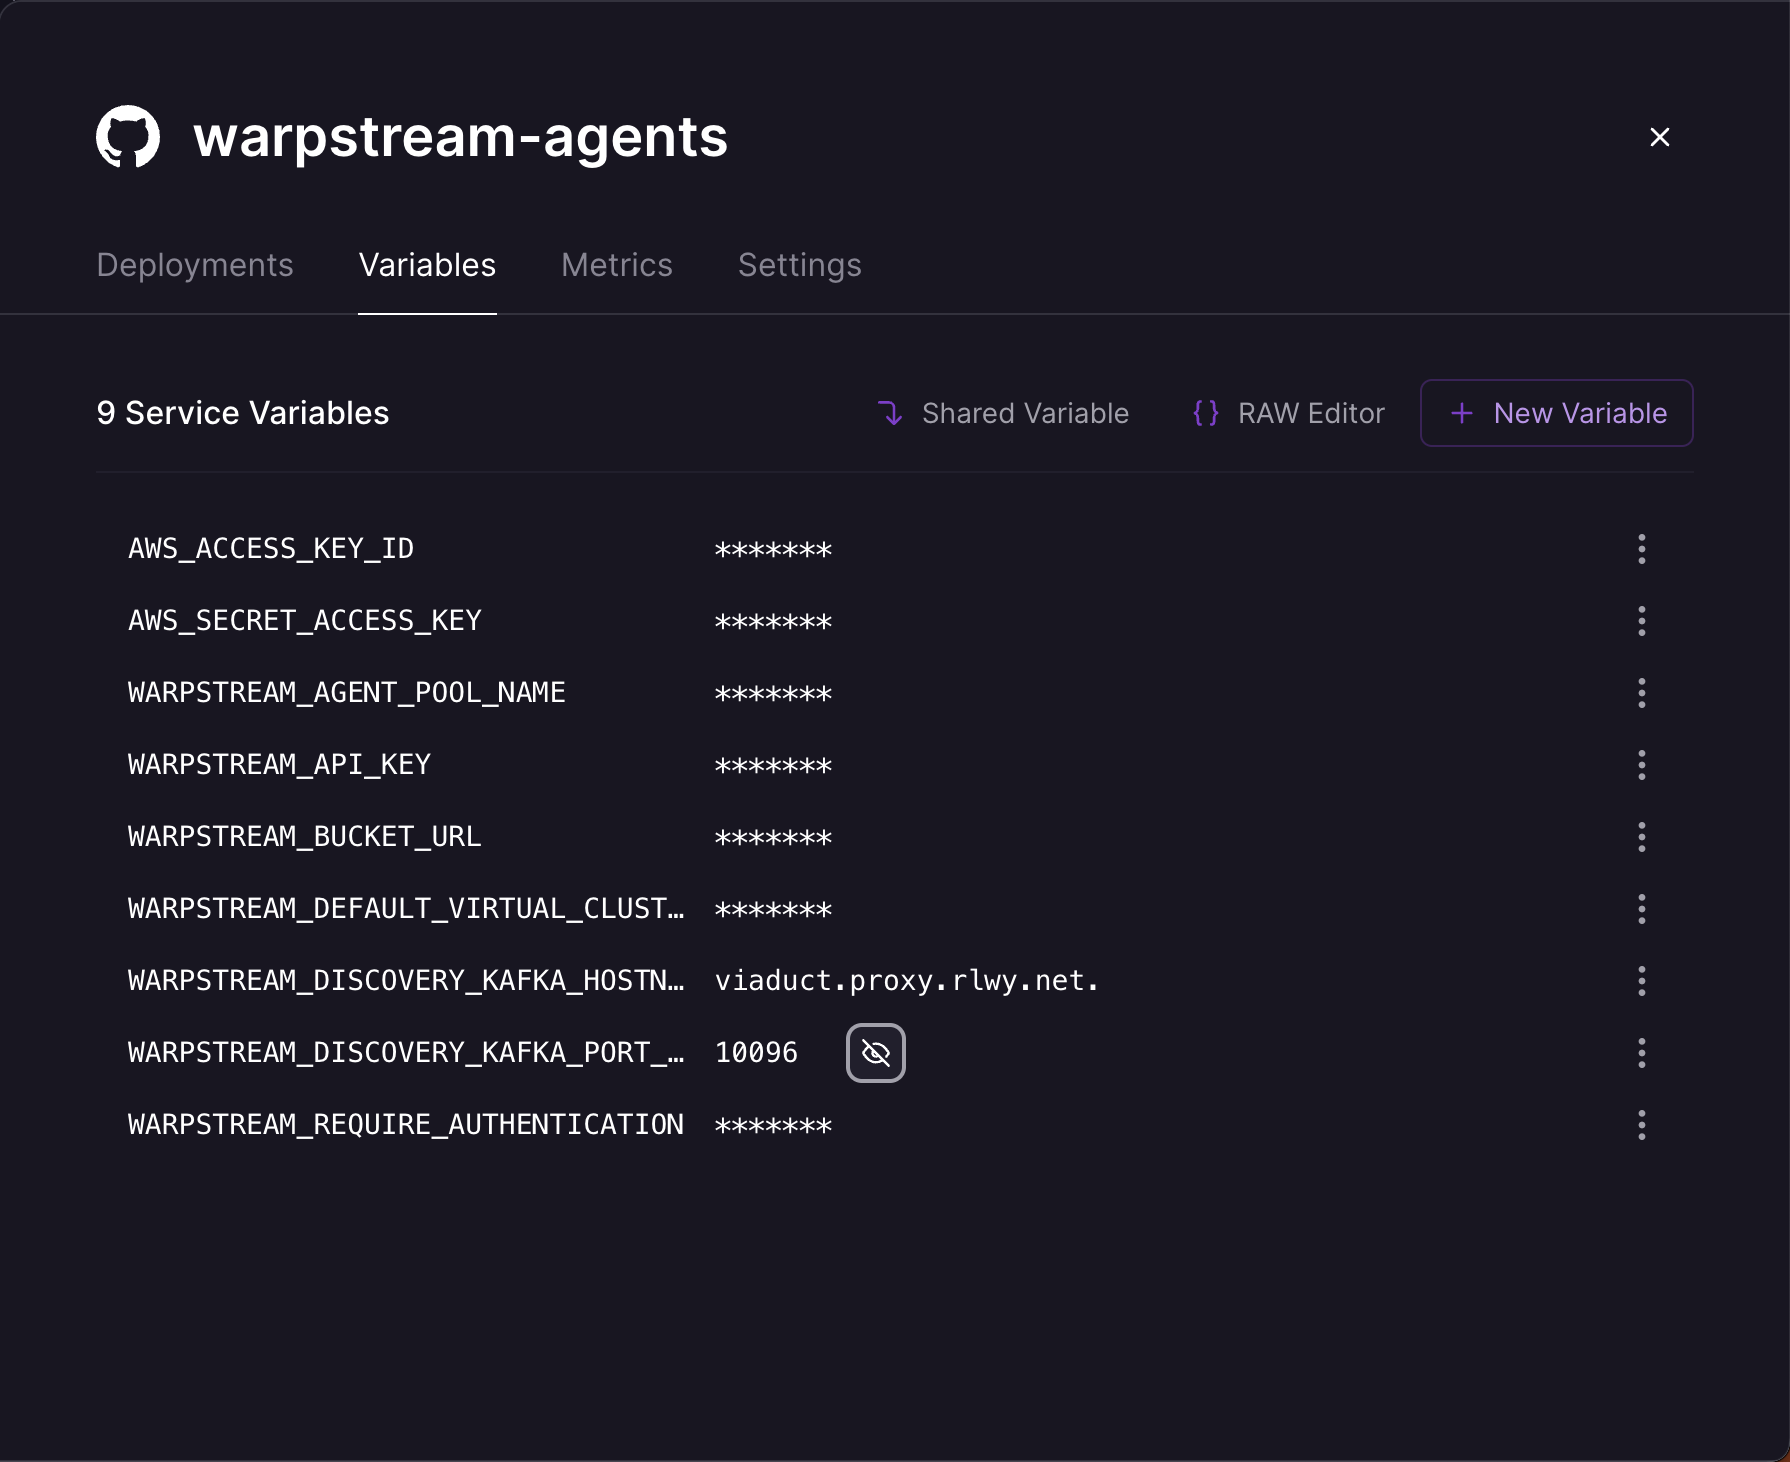 warpstream-agents
Deployments Variables Metrics Settings
9 Service Variables Shared Variable {} RAW Editor + New Variable
AWS_ACCESS_KEY_ID *******
AWS_SECRET_ACCESS_KEY *******
WARPSTREAM_AGENT_POOL_NAME *******
WARPSTREAM_API_KEY *******
WARPSTREAM_BUCKET_URL *******
WARPSTREAM_DEFAULT_VIRTUAL_CLUST… *******
WARPSTREAM_DISCOVERY_KAFKA_HOSTN… viaduct.proxy.rlwy.net.
WARPSTREAM_DISCOVERY_KAFKA_PORT_… 10096
WARPSTREAM_REQUIRE_AUTHENTICATION *******